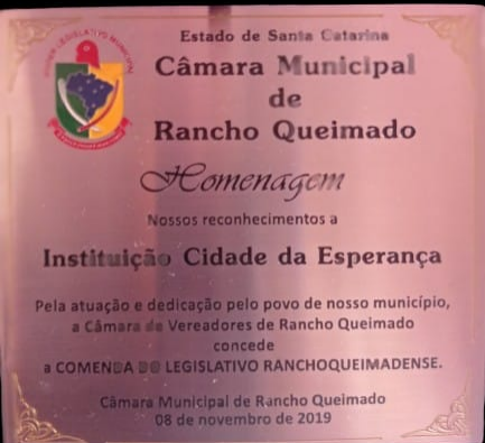 PODER LEGISLATIVO MUNICIPAL
Estado de Santa Catarina
Câmara Municipal
de
Rancho Queimado
Homenagem
Nossos reconhecimentos a
Instituição Cidade da Esperança
Pela atuação e dedicação pelo povo de nosso município,
a Câmara de Vereadores de Rancho Queimado
concede
a COMENDA DO LEGISLATIVO RANCHOQUEIMADENSE.
Câmara Municipal de Rancho Queimado
08 de novembro de 2019